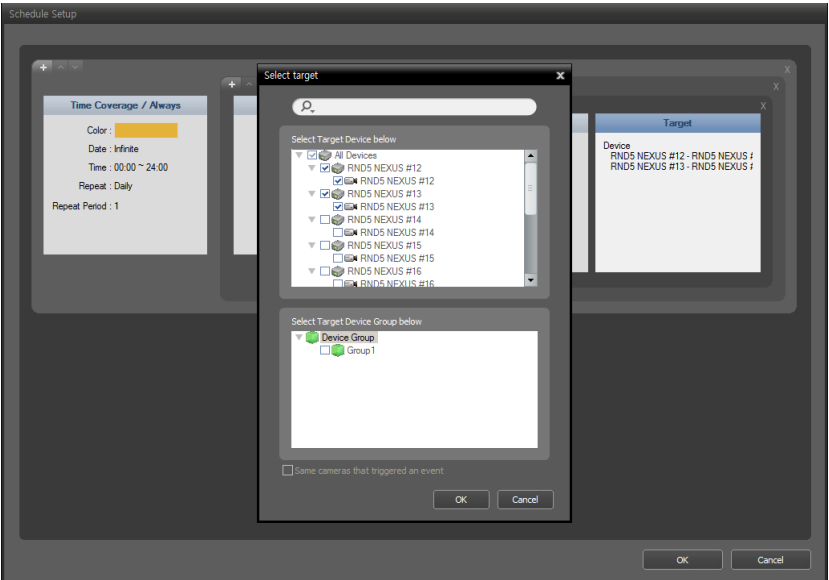 Schedule Setup
Time Coverage / Always
Color :
Date : Infinite
Time : 00:00 ~ 24:00
Repeat : Daily
Repeat Period : 1
Select target
Select Target Device below
All Devices
RND5 NEXUS #12
RND5 NEXUS #12
RND5 NEXUS #13
RND5 NEXUS #13
RND5 NEXUS #14
RND5 NEXUS #14
RND5 NEXUS #15
RND5 NEXUS #15
RND5 NEXUS #16
RND5 NEXUS #16
Select Target Device Group below
Device Group
Group1
Same cameras that triggered an event
OK Cancel
Target
Device
RND5 NEXUS #12 - RND5 NEXUS
RND5 NEXUS #13 - RND5 NEXUS
OK Cancel